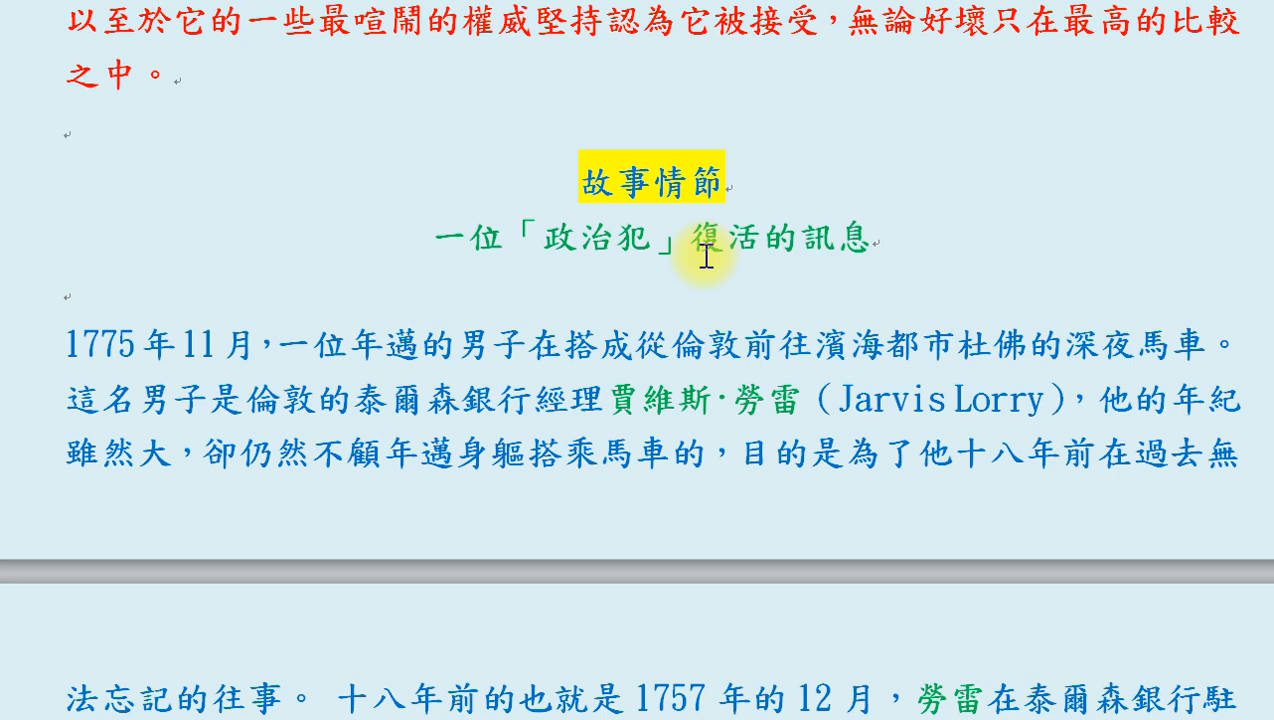 以至於它的一些最喧鬧的權威堅持認為它被接受，無論好壞只在最高的比較
之中。
故事情節
一位「政治犯」復活的訊息
1775年11月，一位年邁的男子在搭成從倫敦前往濱海都市杜佛的深夜馬車。
這名男子是倫敦的泰爾森銀行經理賈維斯·勞雷（Jarvis Lorry），他的年紀
雖然大，卻仍然不顧年邁身軀搭乘馬車的，目的是為了他十八年前在過去無
法忘記的往事。 十八年前的也就是1757年的12月，勞雷在泰爾森銀行駐